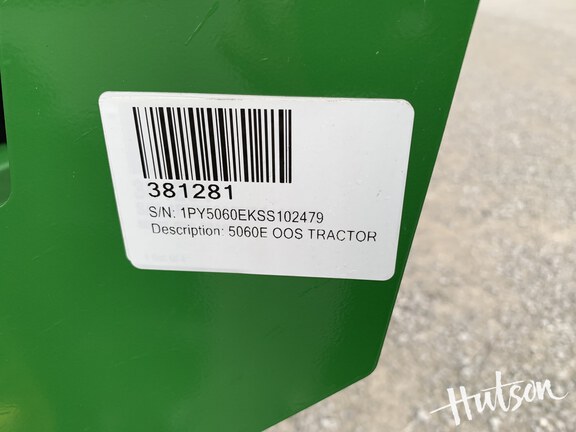 381281
S/N: 1PY5060EKSS102479
Description: 5060E OOS TRACTOR
Hutson